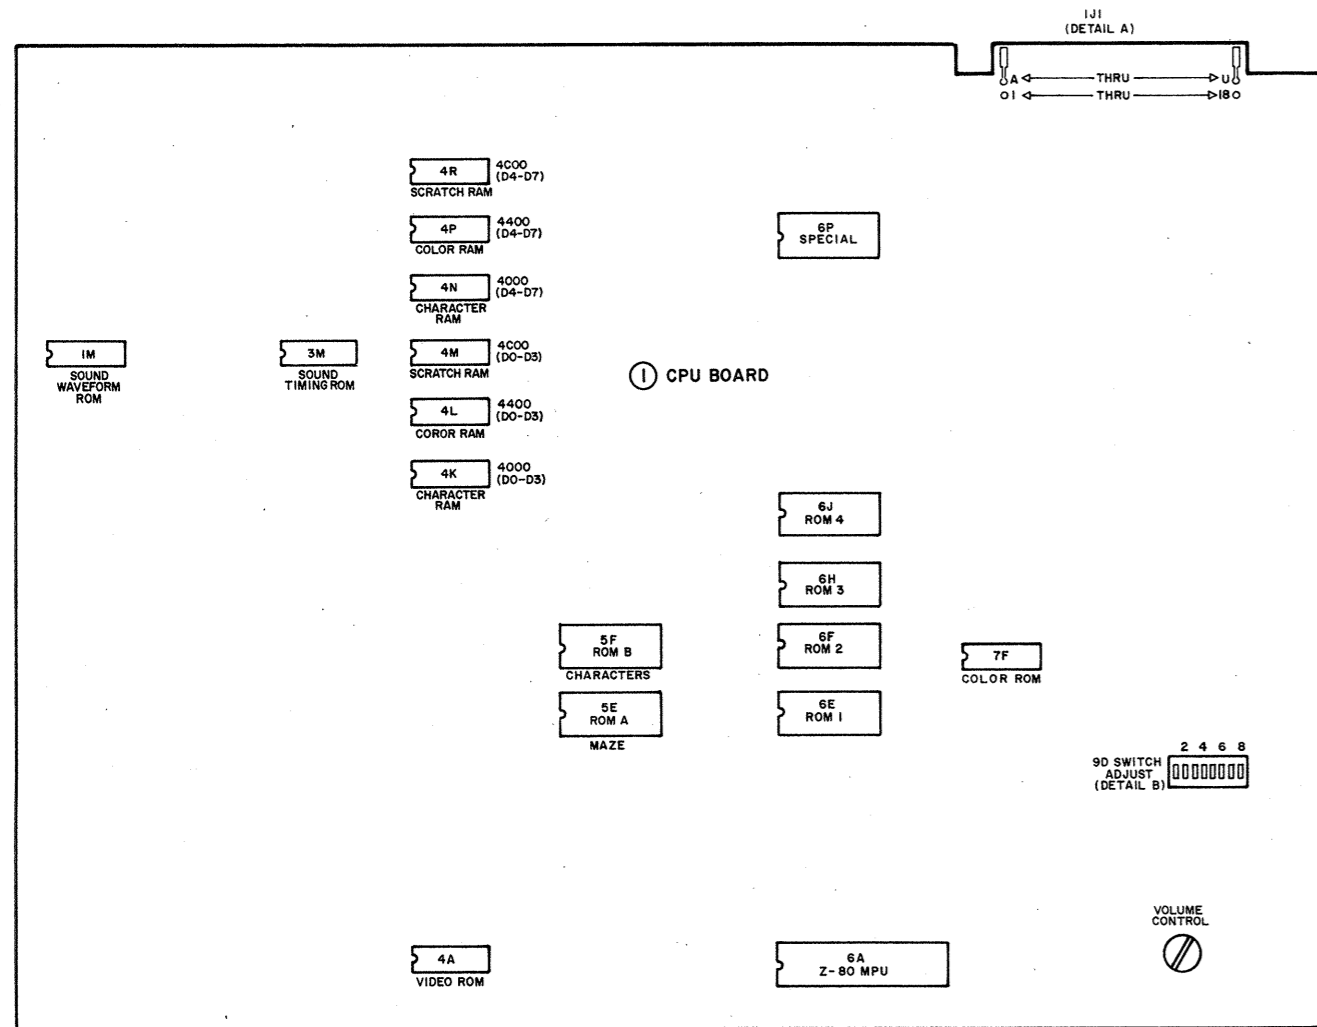 1J1
(DETAIL A)
A THRU U
1 THRU 18
4R
4C00
(D4-D7)
SCRATCH RAM
4P
4400
(D4-D7)
COLOR RAM
6P
SPECIAL
4N
4000
(D4-D7)
CHARACTER
RAM
1M
SOUND
WAVEFORM
ROM
3M
SOUND
TIMING ROM
4M
4C00
(D0-D3)
SCRATCH RAM
1 CPU BOARD
4L
4400
(D0-D3)
COROR RAM
4K
4000
(D0-D3)
CHARACTER
RAM
6J
ROM 4
6H
ROM 3
5F
ROM B
CHARACTERS
6F
ROM 2
7F
COLOR ROM
5E
ROM A
MAZE
6E
ROM 1
2 4 6 8
9D SWITCH
ADJUST
(DETAIL B)
VOLUME
CONTROL
4A
VIDEO ROM
6A
Z-80 MPU